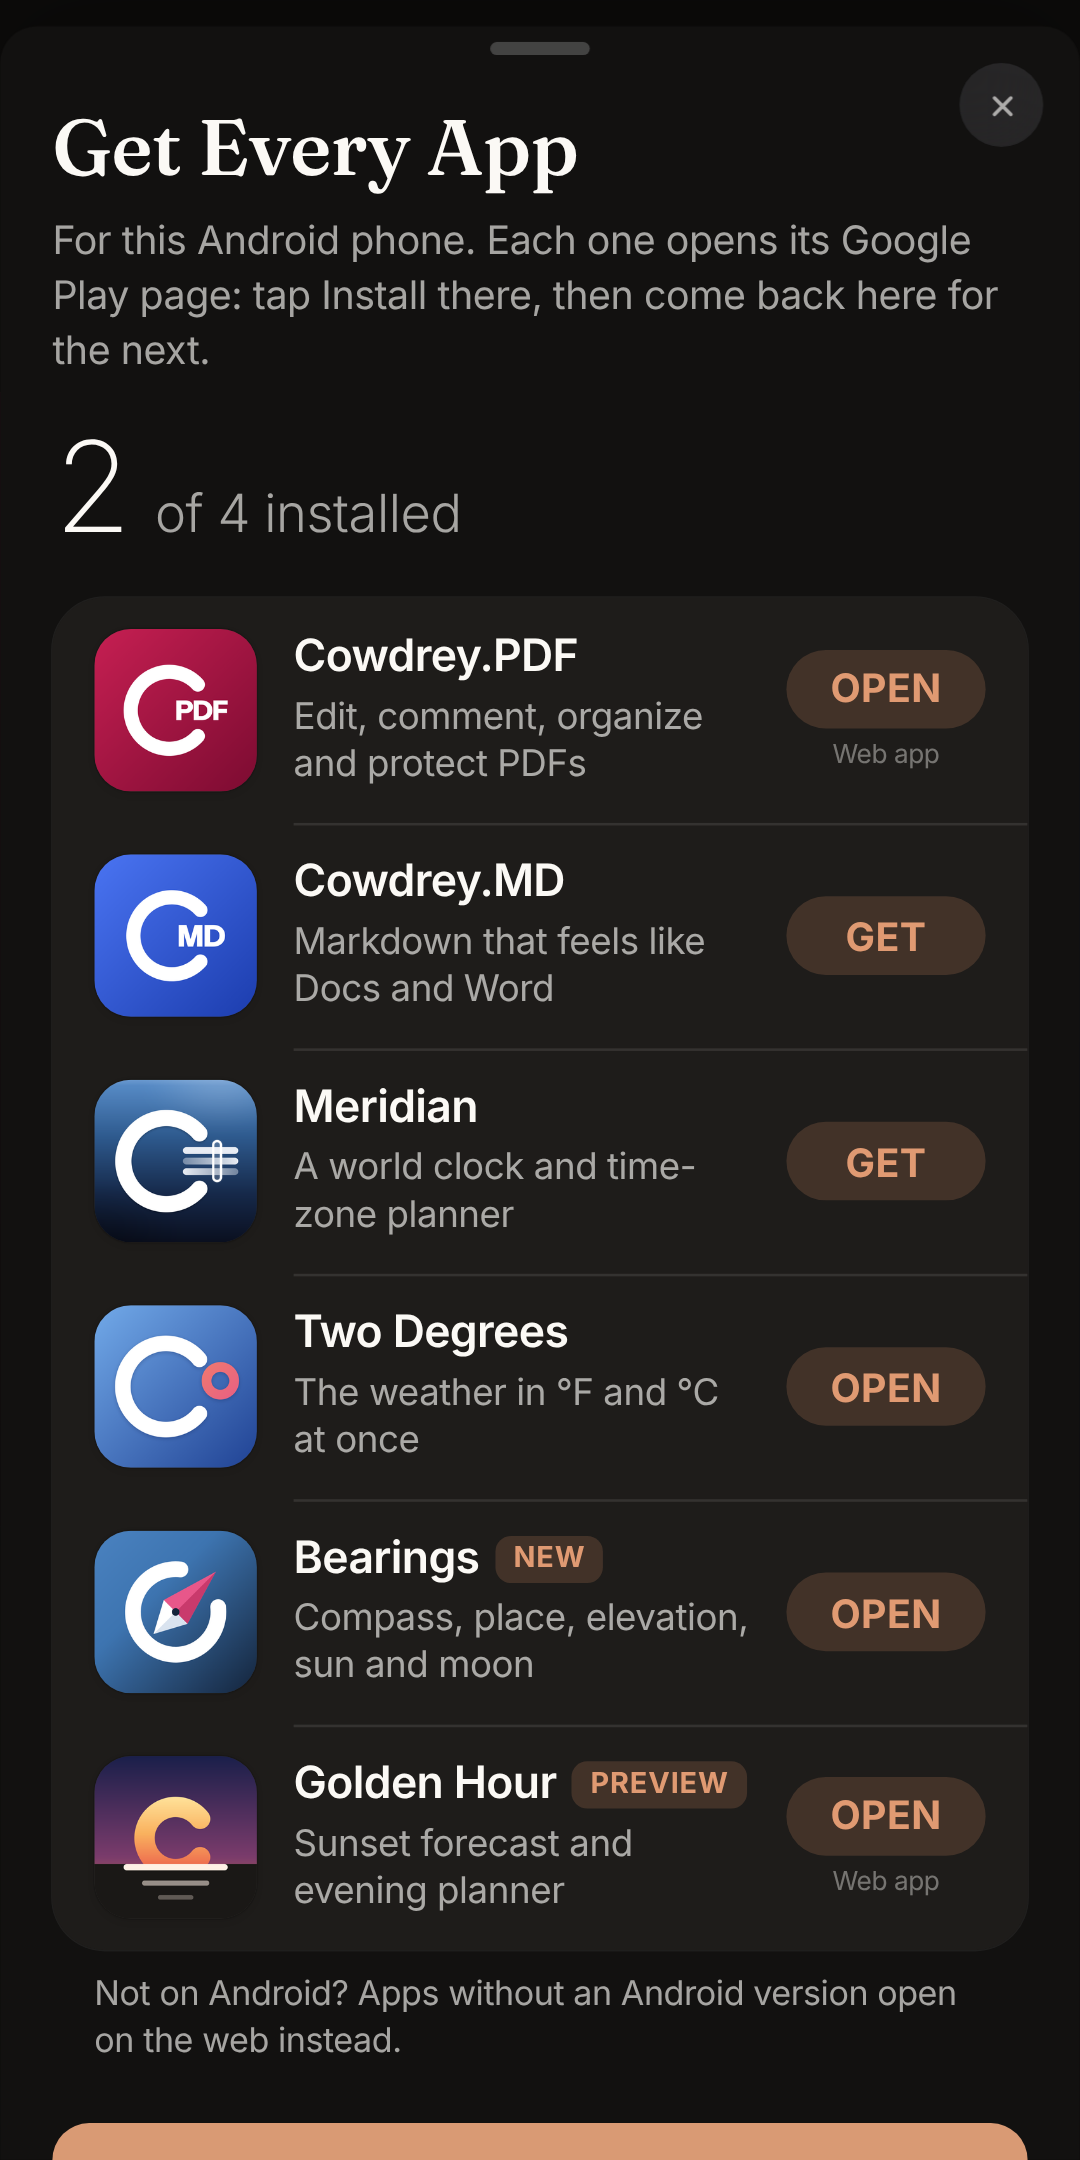 Get Every App
For this Android phone. Each one opens its Google
Play page: tap Install there, then come back here for
the next.
2 of 4 installed
PDF
Cowdrey.PDF
Edit, comment, organize
and protect PDFs
OPEN
Web app
MD
Cowdrey.MD
Markdown that feels like
Docs and Word
GET
Meridian
A world clock and time-
zone planner
GET
Two Degrees
The weather in °F and °C
at once
OPEN
Bearings NEW
Compass, place, elevation,
sun and moon
OPEN
Golden Hour PREVIEW
Sunset forecast and
evening planner
OPEN
Web app
Not on Android? Apps without an Android version open
on the web instead.